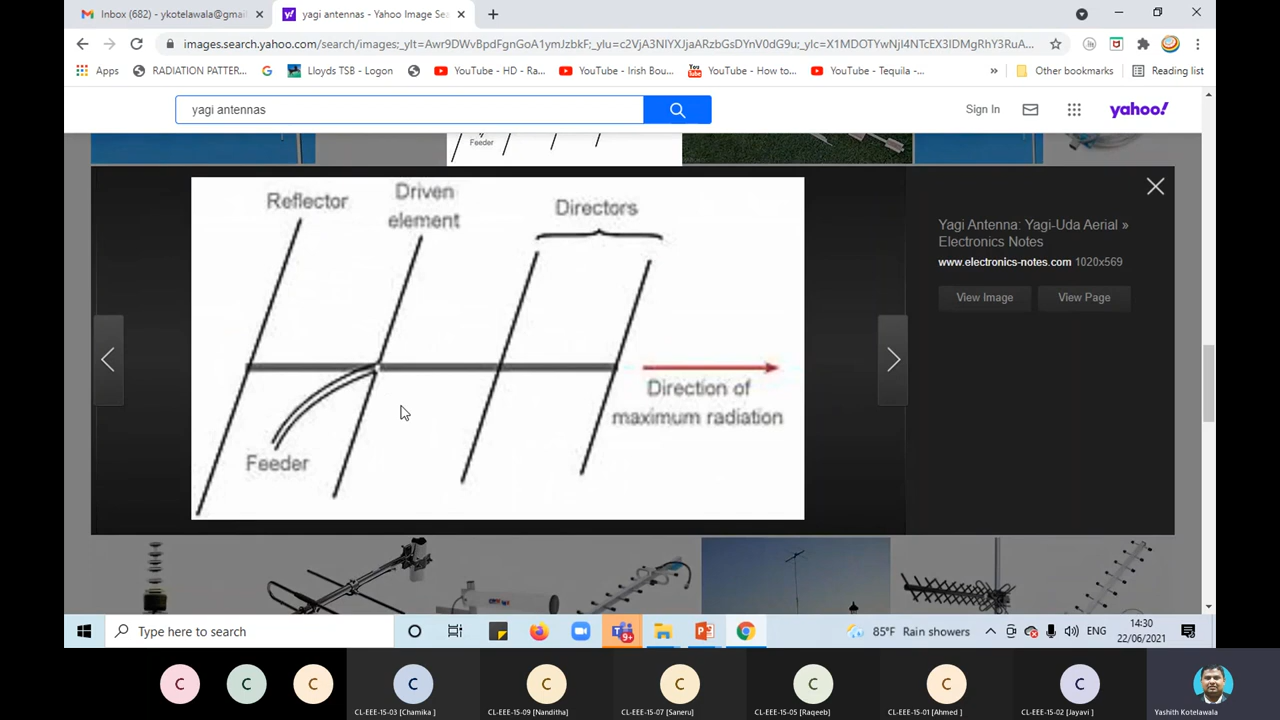 Inbox (682) - ykotelawala@gmai
yagi antennas - Yahoo Image Sea
images.search.yahoo.com/search/images;_ylt=Awr9DWBpdFgnGoA1ymJzbkF;_ylu=c2VjA3NlYXJjaARzbGsDYnV0dG9u;_ylc=X1MDOTYwNjI4NTcEX3IDMgRhY3RuA...
Apps
RADIATION PATTER...
Lloyds TSB - Logon
YouTube - HD - Ra...
YouTube - Irish Bou...
YouTube - How to...
YouTube - Tequila -...
»
Other bookmarks
Reading list
yagi antennas
Sign In
yahoo!
Feeder
Reflector
Driven
element
Directors
Direction of
maximum radiation
Feeder
Yagi Antenna: Yagi-Uda Aerial »
Electronics Notes
www.electronics-notes.com 1020x569
View Image
View Page
Type here to search
9+
85°F Rain showers
ENG
14:30
22/06/2021
C
C
C
C
C
C
C
C
C
CL-EEE-15-03 [Chamika ]
CL-EEE-15-09 [Nanditha]
CL-EEE-15-07 [Saneru]
CL-EEE-15-05 [Raqeeb]
CL-EEE-15-01 [Ahmed ]
CL-EEE-15-02 [Jayavi ]
Yashith Kotelawala